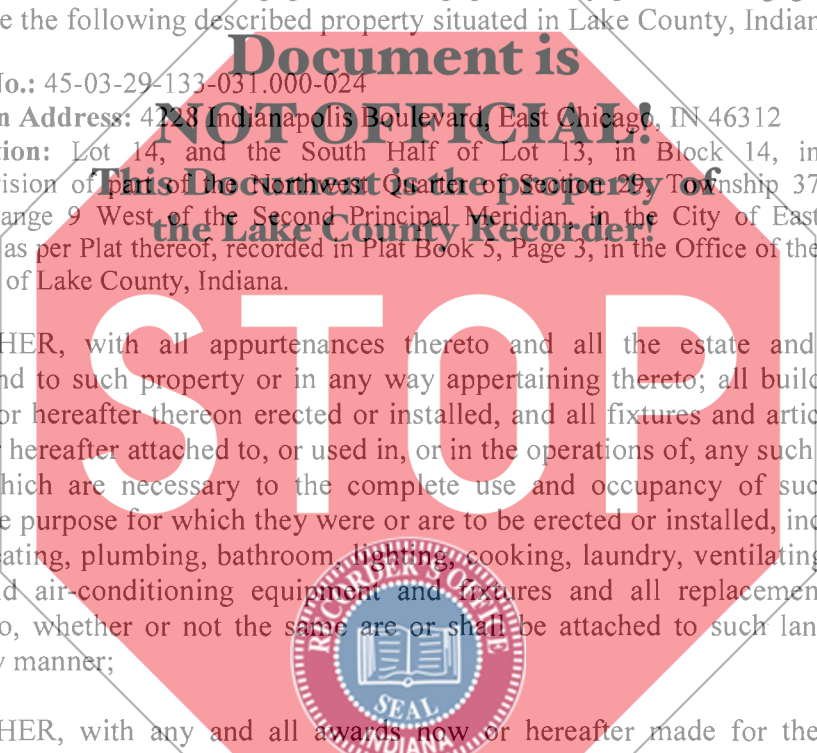 e the following described property situated in Lake County, Indian
Document is
No.: 45-03-29-133-031.000-024
NOT OFFICIAL!
n Address: 4228 Indianapolis Boulevard, East Chicago, IN 46312
tion: Lot 14, and the South Half of Lot 13, in Block 14, in
This Document is the property of
vision of part of the Northwest Quarter of Section 29, Township 37
ange 9 West of the Second Principal Meridian, in the City of East
the Lake County Recorder!
as per Plat thereof, recorded in Plat Book 5, Page 3, in the Office of the
of Lake County, Indiana.
STOP
HER, with all appurtenances thereto and all the estate and
nd to such property or in any way appertaining thereto; all build
or hereafter thereon erected or installed, and all fixtures and artic
hereafter attached to, or used in, or in the operations of, any such
hich are necessary to the complete use and occupancy of suc
e purpose for which they were or are to be erected or installed, inc
ating, plumbing, bathroom, lighting, cooking, laundry, ventilating
d air-conditioning equipment and fixtures and all replacemen
o, whether or not the same are or shall be attached to such lan
y manner;
RECORDER'S OFFICE
SEAL
INDIANA
HER, with any and all awards now or hereafter made for the